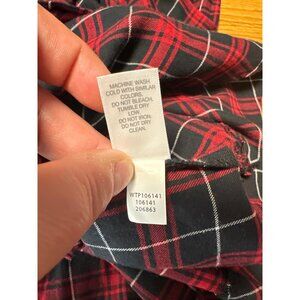 MACHINE WASH
COLD WITH SIMILAR
COLORS.
DO NOT BLEACH.
TUMBLE DRY
LOW.
DO NOT IRON.
DO NOT DRY
CLEAN.
WTP106141
106141
206863